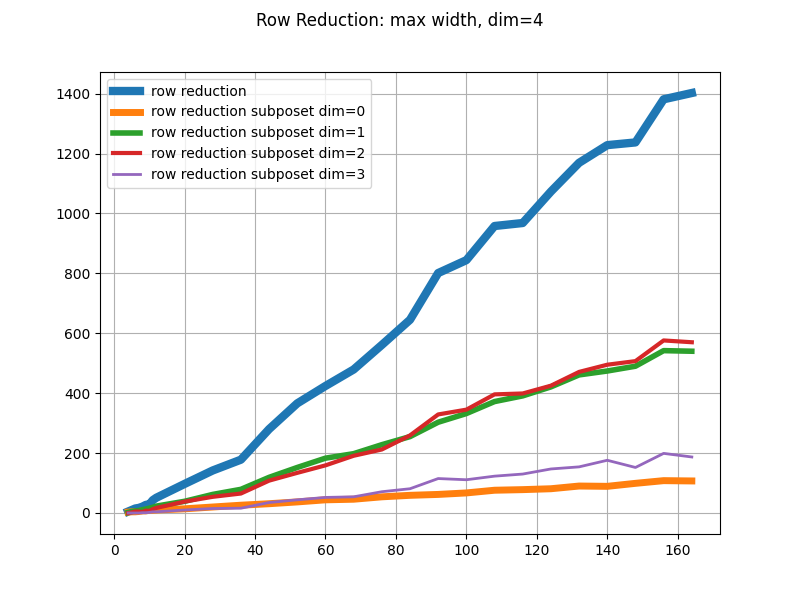 Row Reduction: max width, dim=4
row reduction
row reduction subposet dim=0
row reduction subposet dim=1
row reduction subposet dim=2
row reduction subposet dim=3
1400
1200
1000
800
600
400
200
0
0 20 40 60 80 100 120 140 160